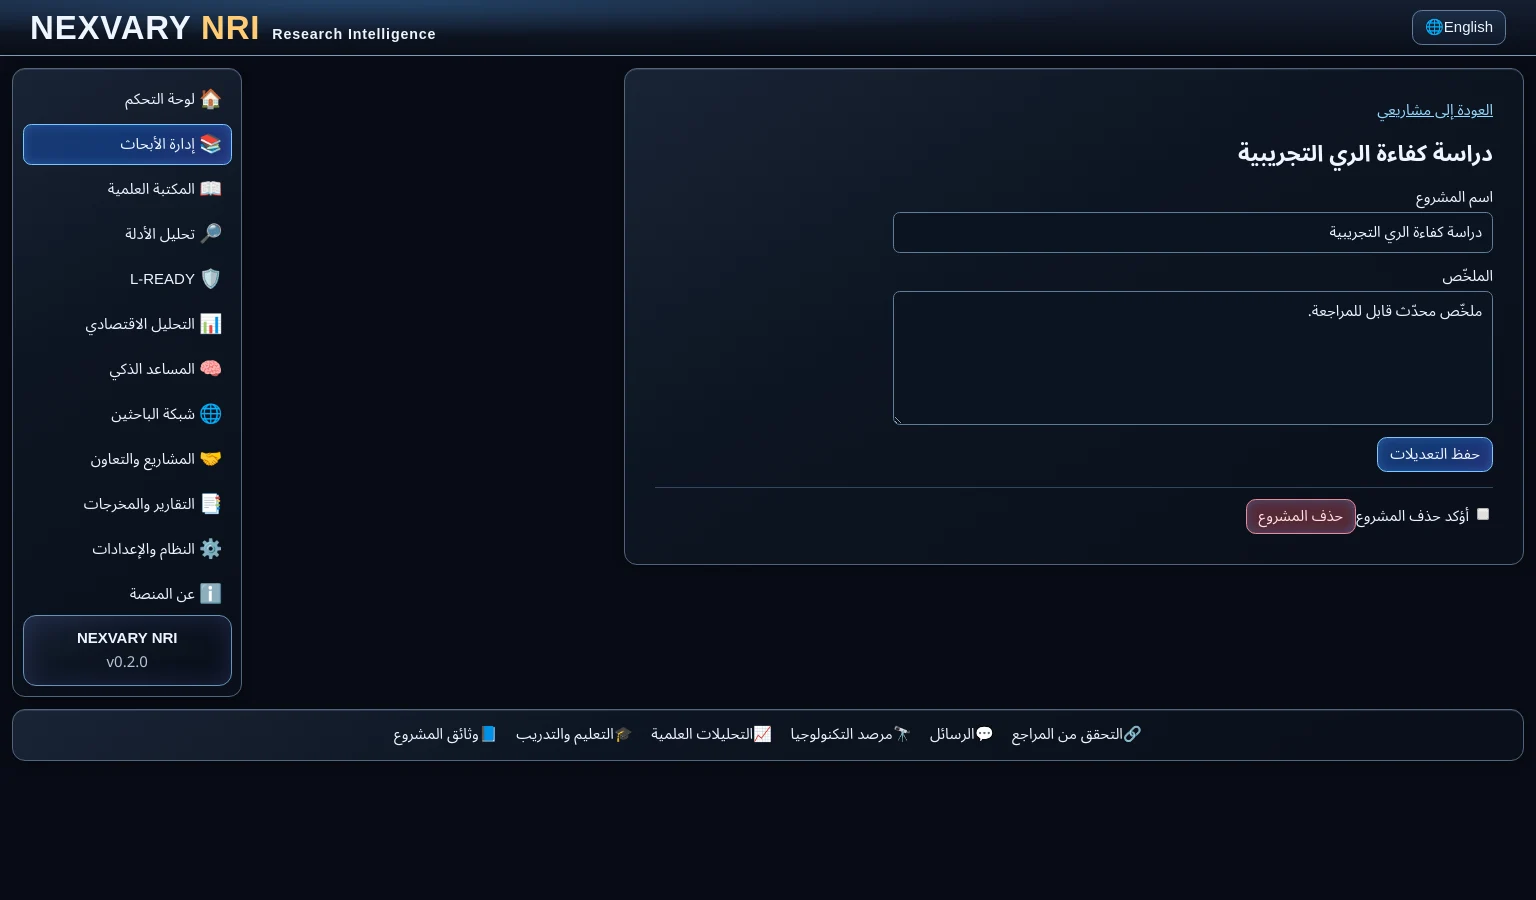 NEXVARY NRI Research Intelligence
English
لوحة التحكم
إدارة الأبحاث
المكتبة العلمية
تحليل الأدلة
L-READY
التحليل الاقتصادي
المساعد الذكي
شبكة الباحثين
المشاريع والتعاون
التقارير والمخرجات
النظام والإعدادات
عن المنصة
NEXVARY NRI
v0.2.0
العودة إلى مشاريعي
دراسة كفاءة الري التجريبية
اسم المشروع
دراسة كفاءة الري التجريبية
الملخّص
ملخّص محدّث قابل للمراجعة.
حفظ التعديلات
أؤكد حذف المشروع حذف المشروع
التحقق من المراجع الرسائل مرصد التكنولوجيا التحليلات العلمية التعليم والتدريب وثائق المشروع